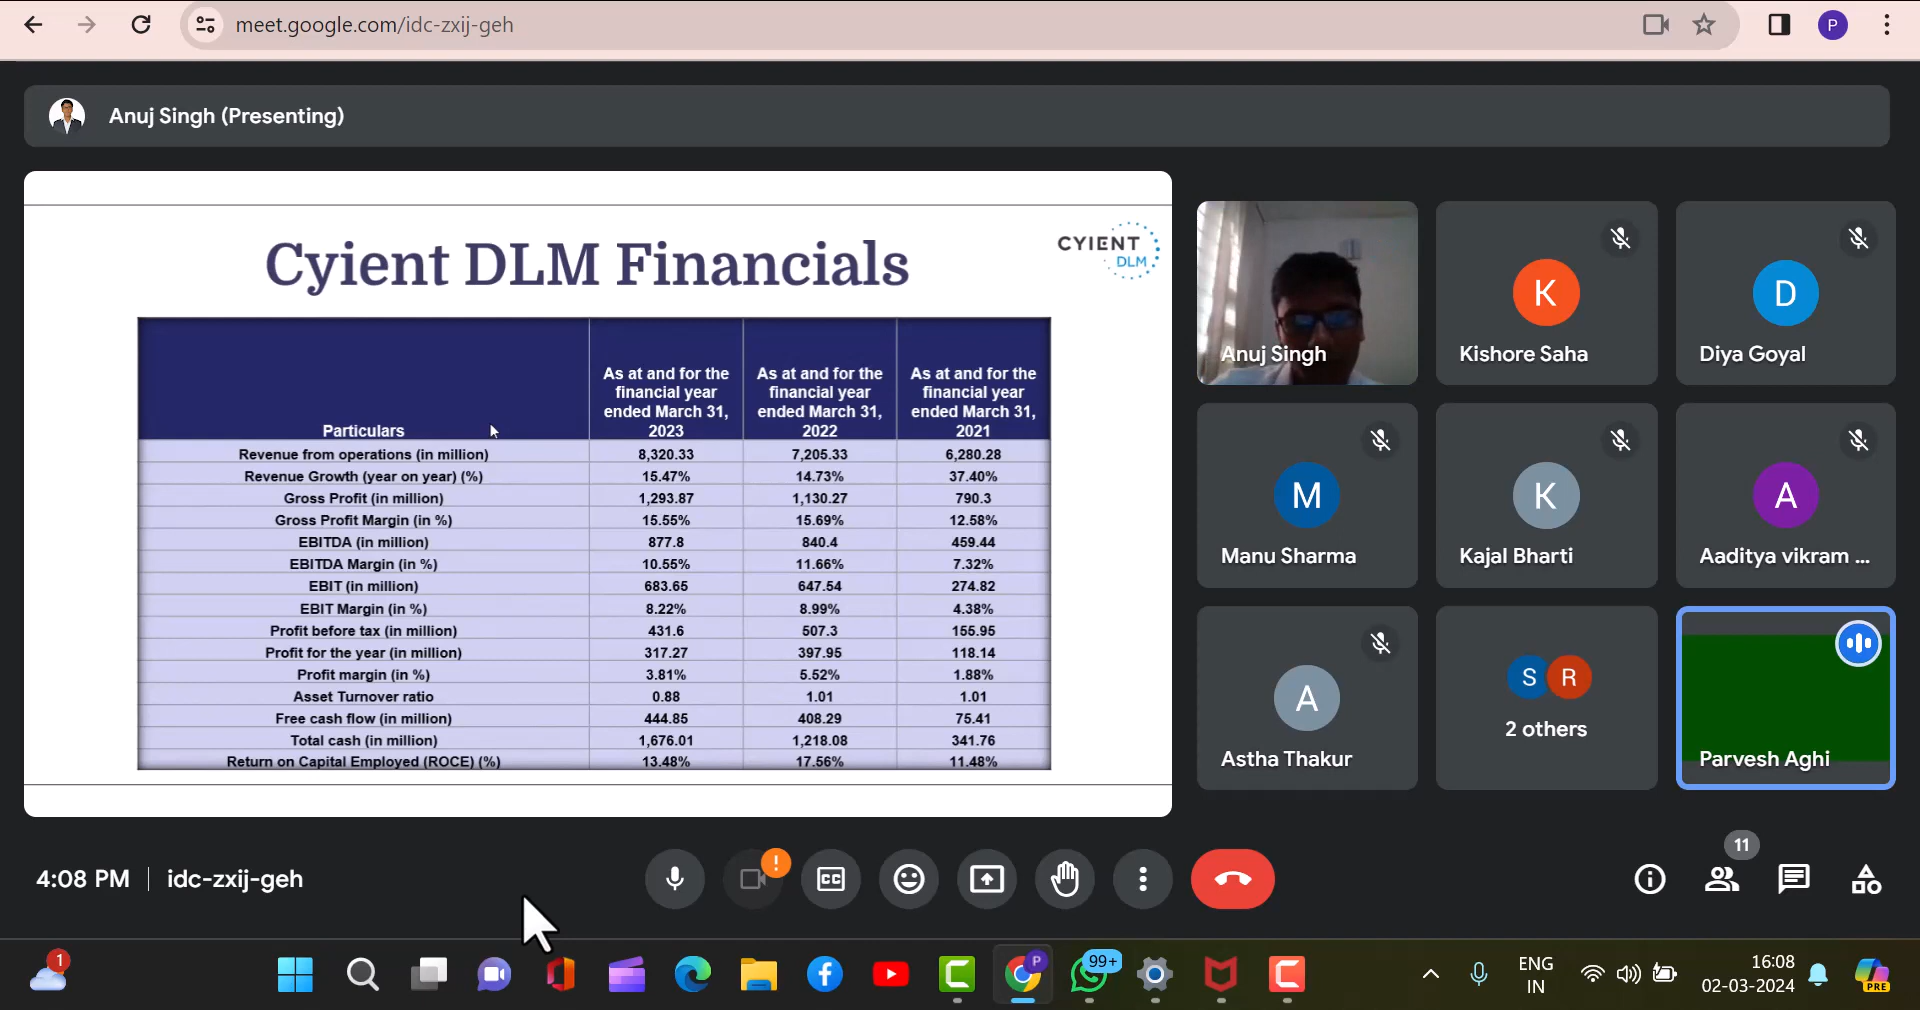 meet.google.com/idc-zxij-geh
P
Anuj Singh (Presenting)
Cyient DLM Financials
CYIENT
DLM
Particulars
As at and for the financial year ended March 31, 2023
As at and for the financial year ended March 31, 2022
As at and for the financial year ended March 31, 2021
Revenue from operations (in million) 8,320.33 7,205.33 6,280.28
Revenue Growth (year on year) (%) 15.47% 14.73% 37.40%
Gross Profit (in million) 1,293.87 1,130.27 790.3
Gross Profit Margin (in %) 15.55% 15.69% 12.58%
EBITDA (in million) 877.8 840.4 459.44
EBITDA Margin (in %) 10.55% 11.66% 7.32%
EBIT (in million) 683.65 647.54 274.82
EBIT Margin (in %) 8.22% 8.99% 4.38%
Profit before tax (in million) 431.6 507.3 155.95
Profit for the year (in million) 317.27 397.95 118.14
Profit margin (in %) 3.81% 5.52% 1.88%
Asset Turnover ratio 0.88 1.01 1.01
Free cash flow (in million) 444.85 408.29 75.41
Total cash (in million) 1,676.01 1,218.08 341.76
Return on Capital Employed (ROCE) (%) 13.48% 17.56% 11.48%
Anuj Singh
K
Kishore Saha
D
Diya Goyal
M
Manu Sharma
K
Kajal Bharti
A
Aaditya vikram ...
A
Astha Thakur
S R
2 others
Parvesh Aghi
4:08 PM idc-zxij-geh
!
CC
11
1
P
99+
ENG
IN
16:08
02-03-2024
PRE